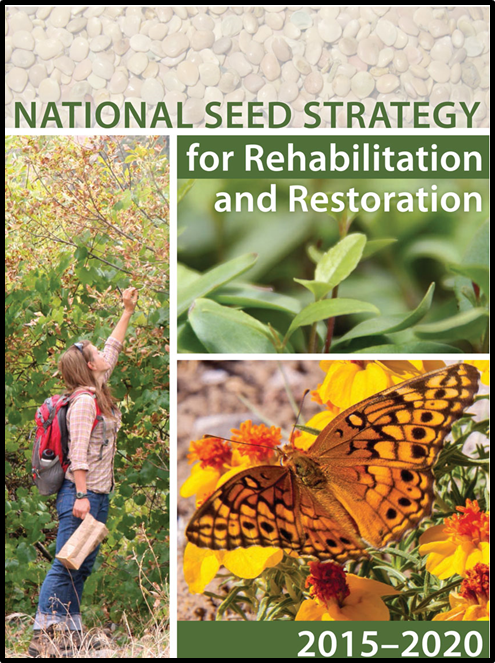 NATIONAL SEED STRATEGY
for Rehabilitation
and Restoration
2015–2020